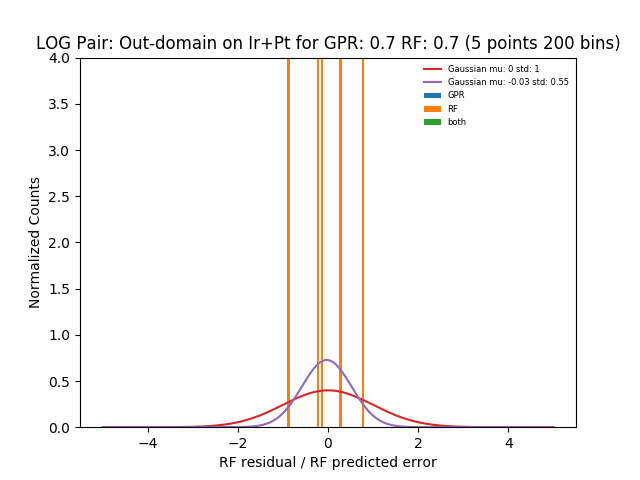 LOG Pair: Out-domain on Ir+Pt for GPR: 0.7 RF: 0.7 (5 points 200 bins)
4.0
3.5
3.0
2.5
2.0
1.5
1.0
0.5
0.0
Normalized Counts
Gaussian mu: 0 std: 1
Gaussian mu: -0.03 std: 0.55
GPR
RF
both
−4
−2
0
2
4
RF residual / RF predicted error